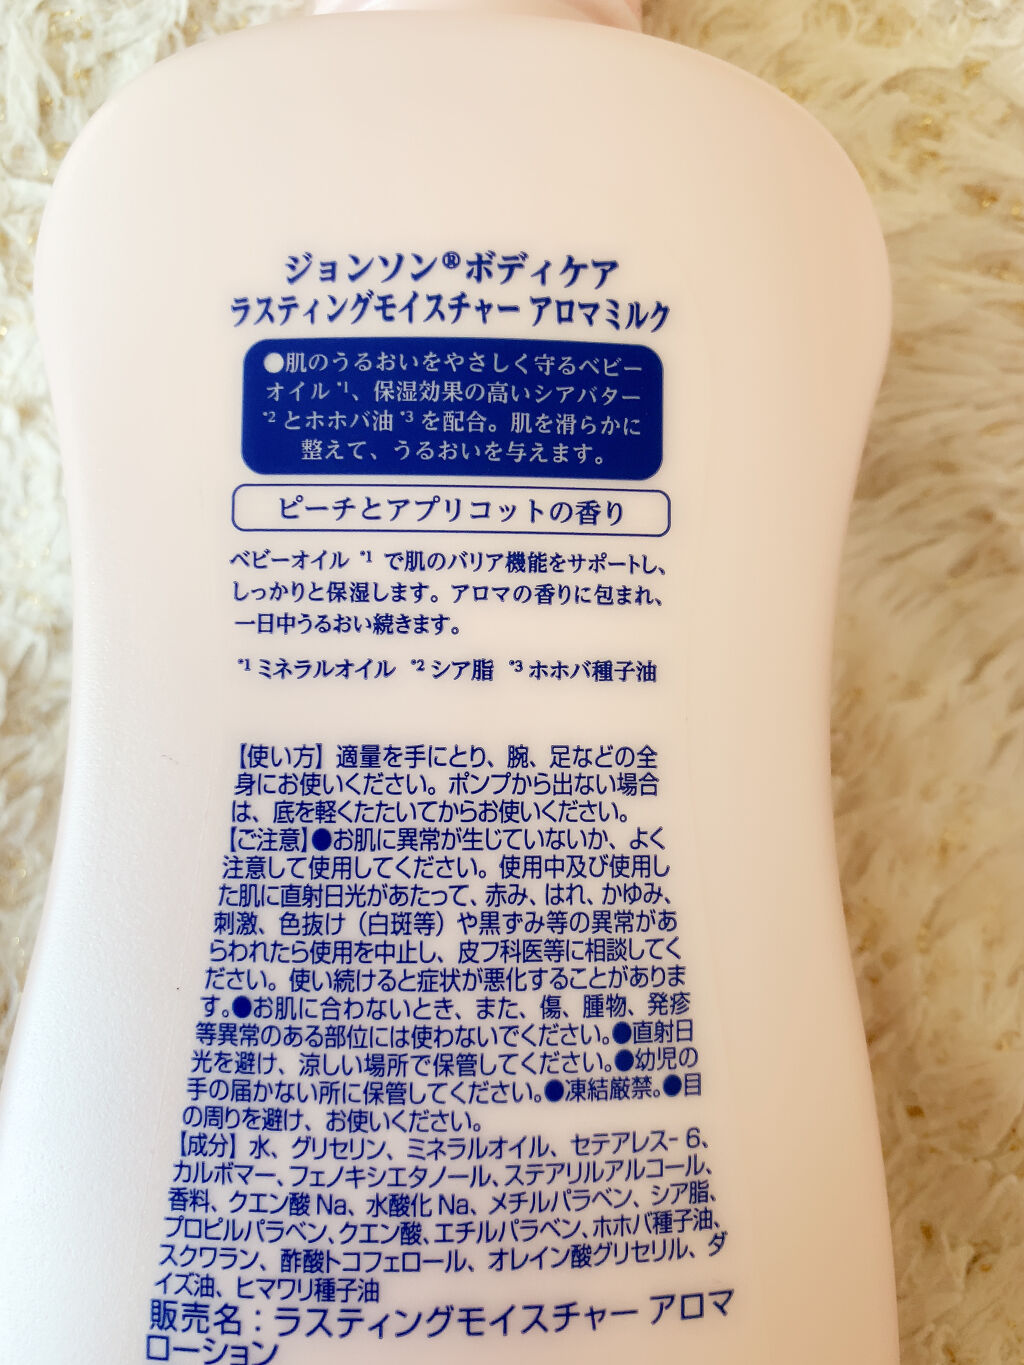 ジョンソン®ボディケア
ラスティングモイスチャー アロマミルク
●肌のうるおいをやさしく守るベビー
オイル*1、保湿効果の高いシアバター
*2とホホバ油*3を配合。肌を滑らかに
整えて、うるおいを与えます。
ピーチとアプリコットの香り
ベビーオイル*1で肌のバリア機能をサポートし、
しっかりと保湿します。アロマの香りに包まれ、
一日中うるおい続きます。
*1ミネラルオイル *2シア脂 *3ホホバ種子油
【使い方】適量を手にとり、腕、足などの全
身にお使いください。ポンプから出ない場合
は、底を軽くたたいてからお使いください。
【ご注意】●お肌に異常が生じていないか、よく
注意して使用してください。使用中及び使用し
た肌に直射日光があたって、赤み、はれ、かゆみ、
刺激、色抜け（白斑等）や黒ずみ等の異常があ
らわれたら使用を中止し、皮フ科医等に相談してく
ださい。使い続けると症状が悪化することがありま
す。●お肌に合わないとき、また、傷、腫物、発疹
等異常のある部位には使わないでください。●直射日
光を避け、涼しい場所で保管してください。●幼児の
手の届かない所に保管してください。●凍結厳禁。●目
の周りを避け、お使いください。
【成分】水、グリセリン、ミネラルオイル、セテアレス-6、
カルボマー、フェノキシエタノール、ステアリルアルコール、
香料、クエン酸Na、水酸化Na、メチルパラベン、シア脂、
プロピルパラベン、クエン酸、エチルパラベン、ホホバ種子油、
スクワラン、酢酸トコフェロール、オレイン酸グリセリル、ダ
イズ油、ヒマワリ種子油
販売名：ラスティングモイスチャー アロマ
ローション